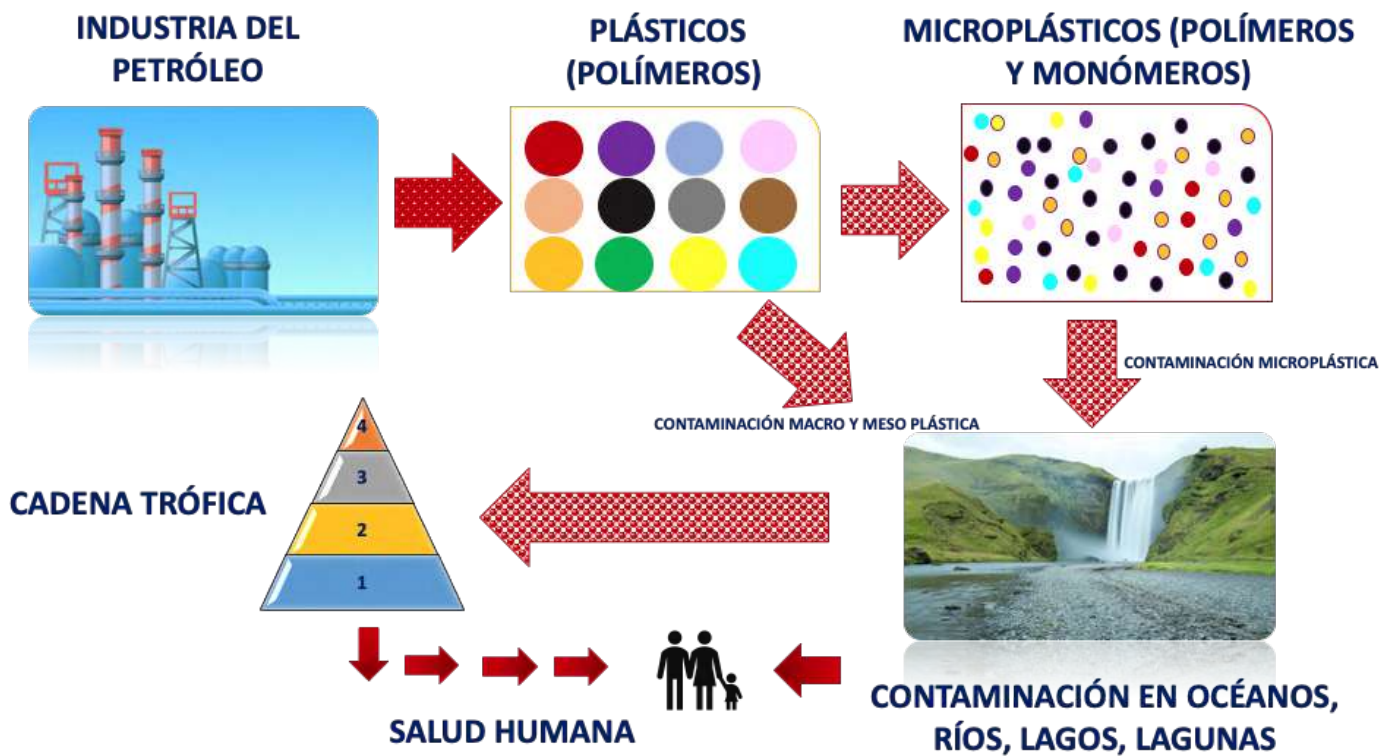 INDUSTRIA DEL
PETRÓLEO
PLÁSTICOS
(POLÍMEROS)
MICROPLÁSTICOS (POLÍMEROS
Y MONÓMEROS)
CONTAMINACIÓN MICROPLÁSTICA
CONTAMINACIÓN MACRO Y MESO PLÁSTICA
CADENA TRÓFICA
4
3
2
1
SALUD HUMANA
CONTAMINACIÓN EN OCÉANOS,
RÍOS, LAGOS, LAGUNAS